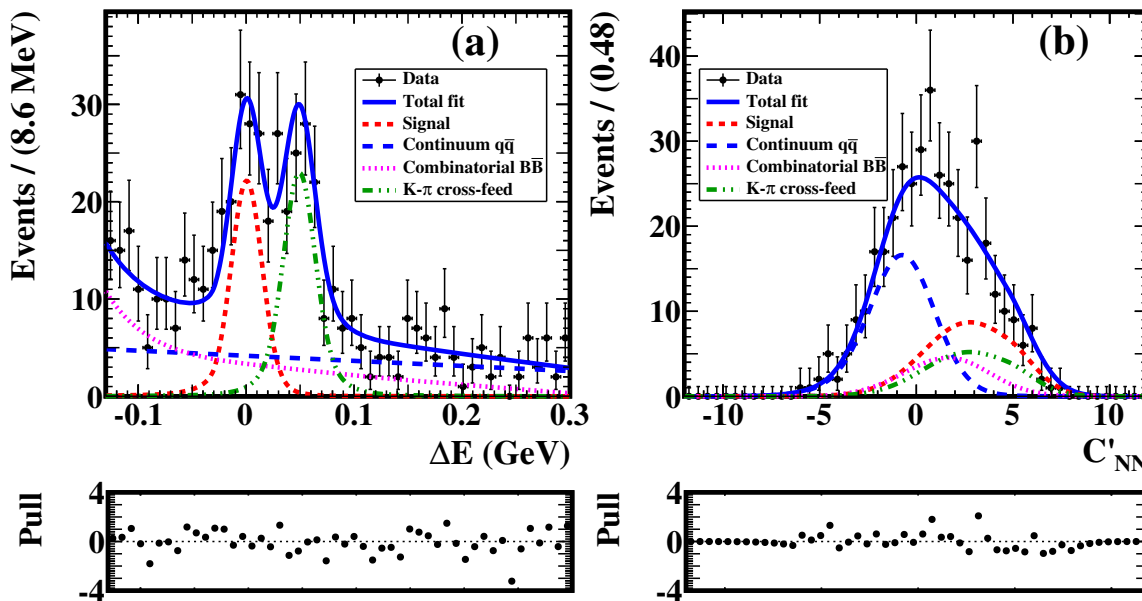 (a)
Events / (8.6 MeV)
Data
Total fit
Signal
Continuum qq̅
Combinatorial BB̅
K-π cross-feed
30
20
10
0
-0.1 0 0.1 0.2 0.3
ΔE (GeV)
Pull
4
0
-4
(b)
Events / (0.48)
Data
Total fit
Signal
Continuum qq̅
Combinatorial BB̅
K-π cross-feed
40
30
20
10
0
-10 -5 0 5 10
C'NN
Pull
4
0
-4